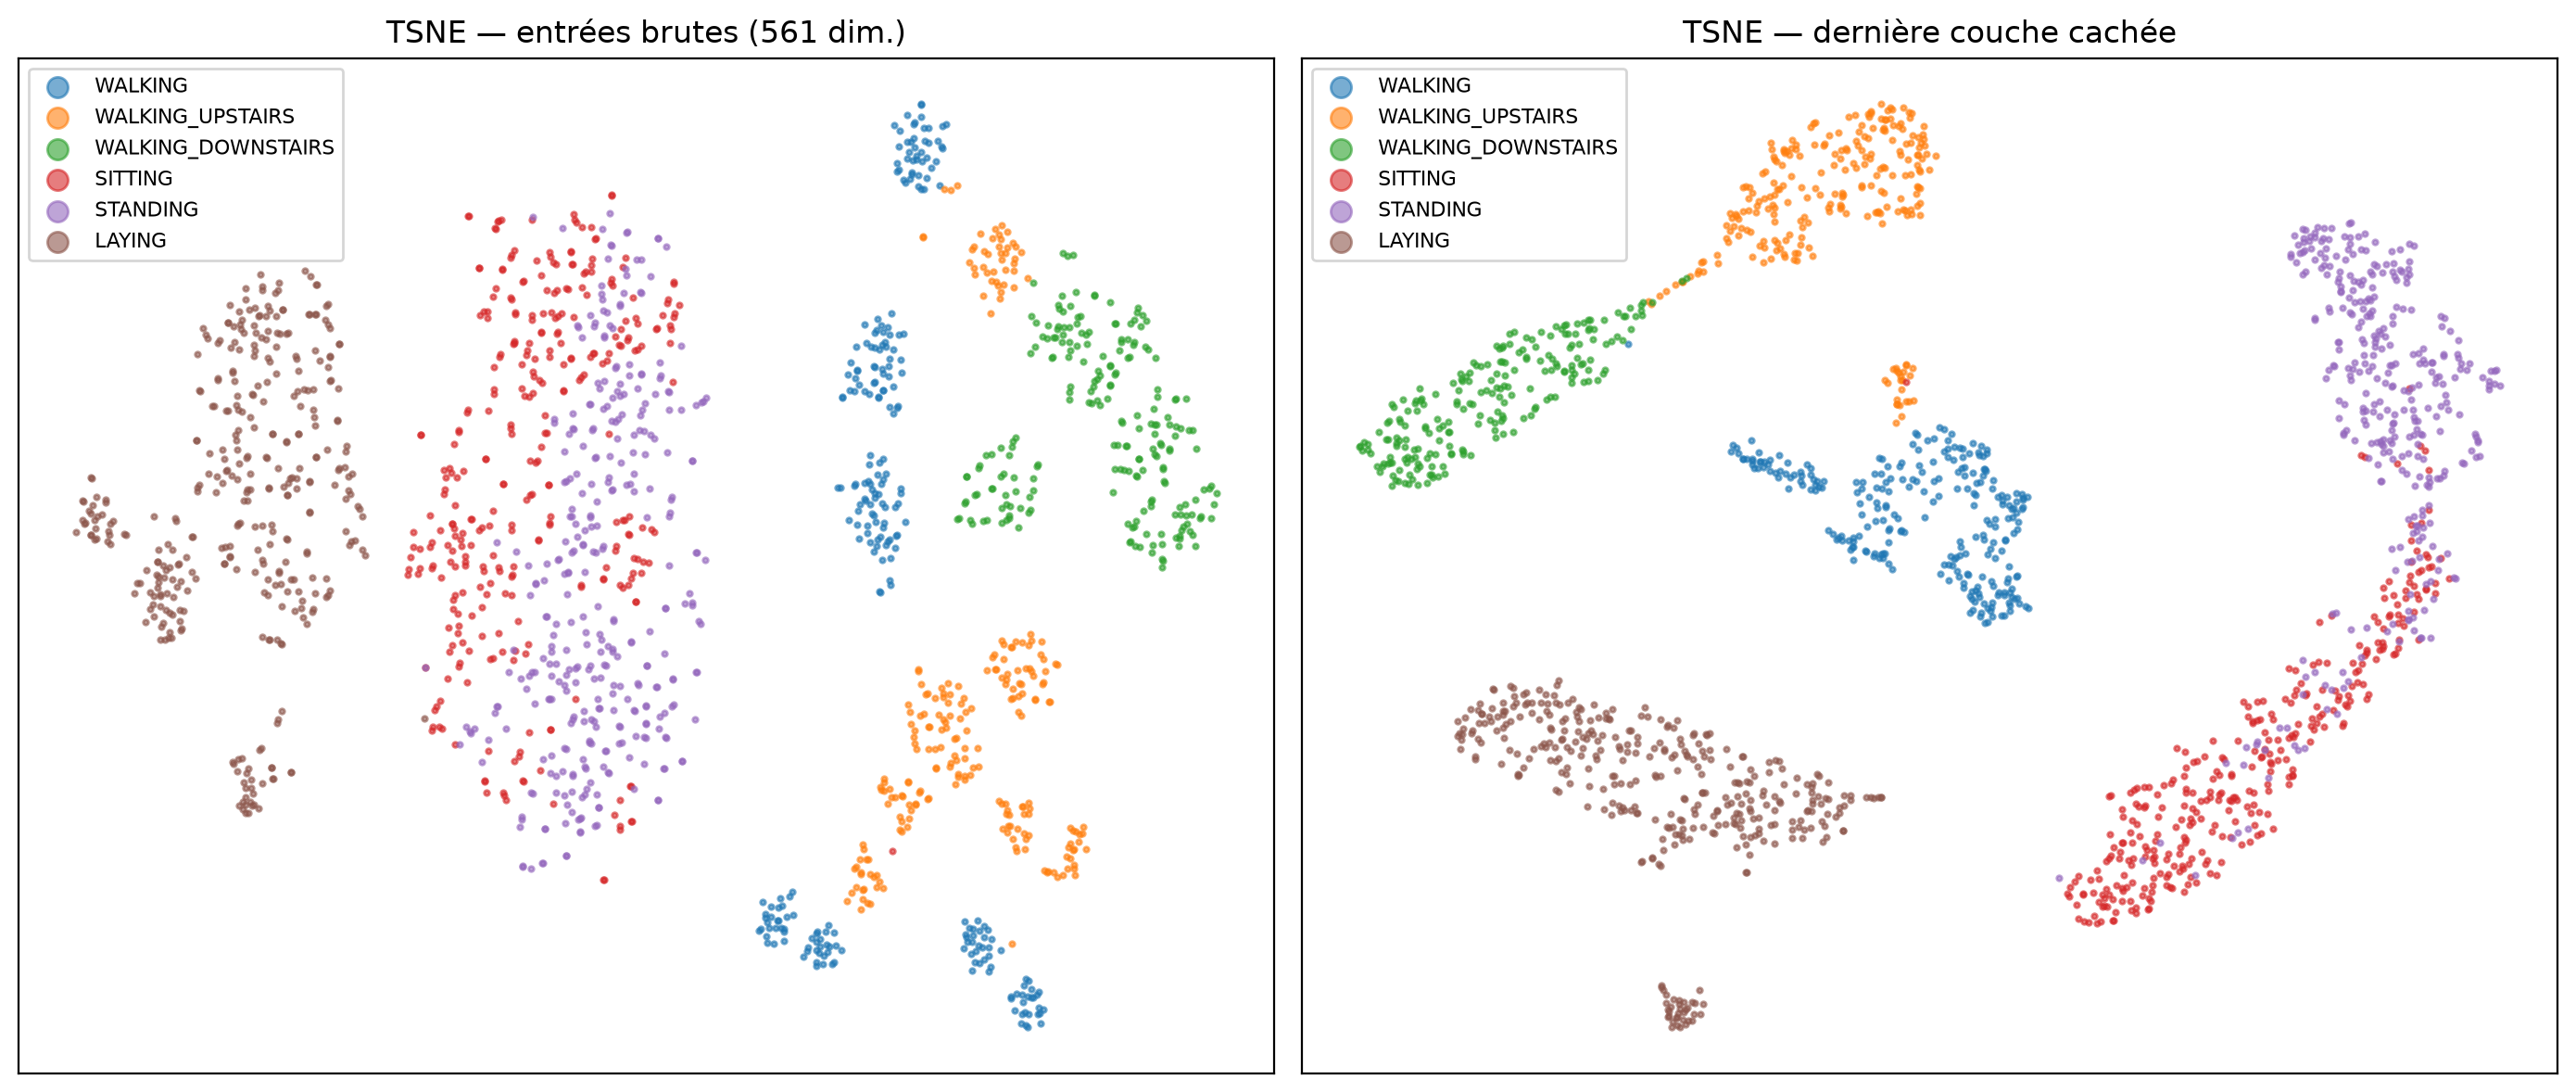 TSNE — entrées brutes (561 dim.)
WALKING
WALKING_UPSTAIRS
WALKING_DOWNSTAIRS
SITTING
STANDING
LAYING
TSNE — dernière couche cachée
WALKING
WALKING_UPSTAIRS
WALKING_DOWNSTAIRS
SITTING
STANDING
LAYING